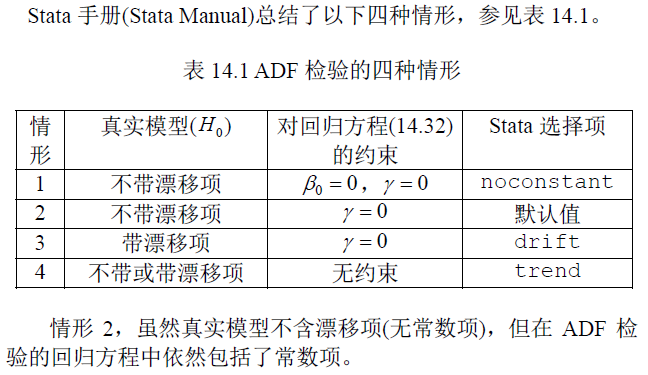 Stata 手册(Stata Manual)总结了以下四种情形，参见表 14.1。
表 14.1 ADF 检验的四种情形
情形 真实模型(H₀) 对回归方程(14.32)的约束 Stata 选择项
1 不带漂移项 β₀ = 0，γ = 0 noconstant
2 不带漂移项 γ = 0 默认值
3 带漂移项 γ = 0 drift
4 不带或带漂移项 无约束 trend
情形 2，虽然真实模型不含漂移项(无常数项)，但在 ADF 检
验的回归方程中依然包括了常数项。